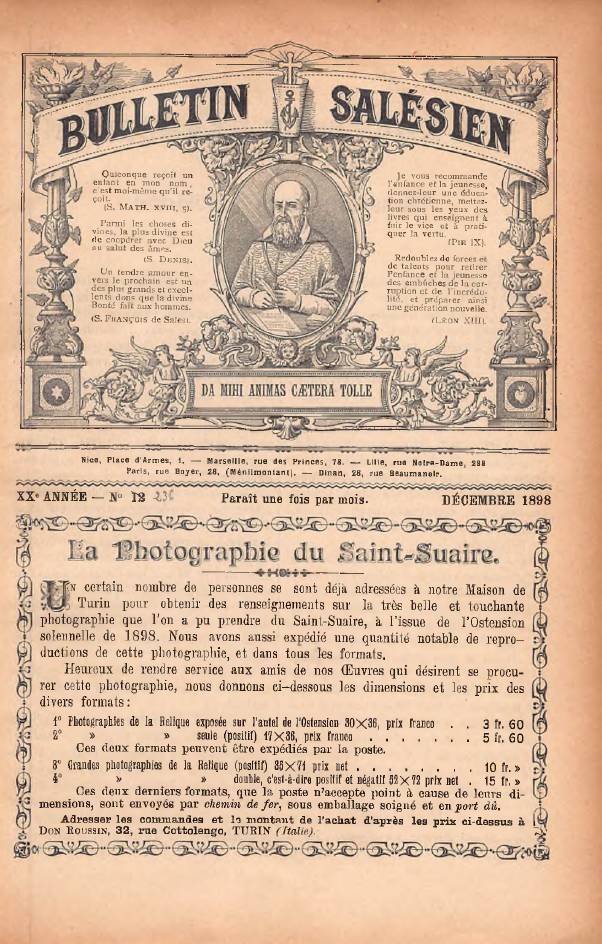 BULLETIN SALÉSIEN
Quiconque reçoit un
enfant en mon nom,
c'est moi-même qu'il re-
çoit.
(S. MATH. XVIII, 5).
Parmi les choses di-
vines, la plus divine est
de coopérer avec Dieu
au salut des âmes.
(S. DENIS).
Un tendre amour en-
vers le prochain est un
des plus grands et excel-
lents dons que la divine
Bonté fait aux hommes.
(S. FRANÇOIS de Sales).
Je vous recommande
l'enfance et la jeunesse,
donnez-leur une éduca-
tion chrétienne, mettez-
leur sous les yeux des
livres qui enseignent à
fuir le vice et à prati-
quer la vertu.
(PIE IX).
Redoublez de forces et
de talents pour retirer
l'enfance et la jeunesse
des embûches de la cor-
ruption et de l'incrédu-
lité, et préparer ainsi
une génération nouvelle.
(LÉON XIII).
DA MIHI ANIMAS CÆTERA TOLLE
Nice, Place d'Armes, 1. — Marseille, rue des Princes, 78. — Lille, rue Notre-Dame, 288
Paris, rue Boyer, 28, (Ménilmontant). — Dinan, 28, rue Beaumanoir.
XXe ANNÉE — No 12 236 Paraît une fois par mois. DÉCEMBRE 1898
La Photographie du Saint-Suaire.
UN certain nombre de personnes se sont déjà adressées à notre Maison de
Turin pour obtenir des renseignements sur la très belle et touchante
photographie que l'on a pu prendre du Saint-Suaire, à l'issue de l'Ostension
solennelle de 1898. Nous avons aussi expédié une quantité notable de repro-
ductions de cette photographie, et dans tous les formats.
Heureux de rendre service aux amis de nos Œuvres qui désirent se procu-
rer cette photographie, nous donnons ci-dessous les dimensions et les prix des
divers formats :
1° Photographies de la Relique exposée sur l'autel de l'Ostension 30×36, prix franco . . 3 fr. 60
2° » » seule (positif) 17×36, prix franco . . . . . . . 5 fr. 60
Ces deux formats peuvent être expédiés par la poste.
3° Grandes photographies de la Relique (positif) 36×71 prix net . . . . . . . . 10 fr. »
4° » » double, c'est-à-dire positif et négatif 52×72 prix net . 15 fr. »
Ces deux derniers formats, que la poste n'accepte point à cause de leurs di-
mensions, sont envoyés par chemin de fer, sous emballage soigné et en port dû.
Adresser les commandes et le montant de l'achat d'après les prix ci-dessus à
DON ROUSSIN, 32, rue Cottolengo, TURIN (Italie).